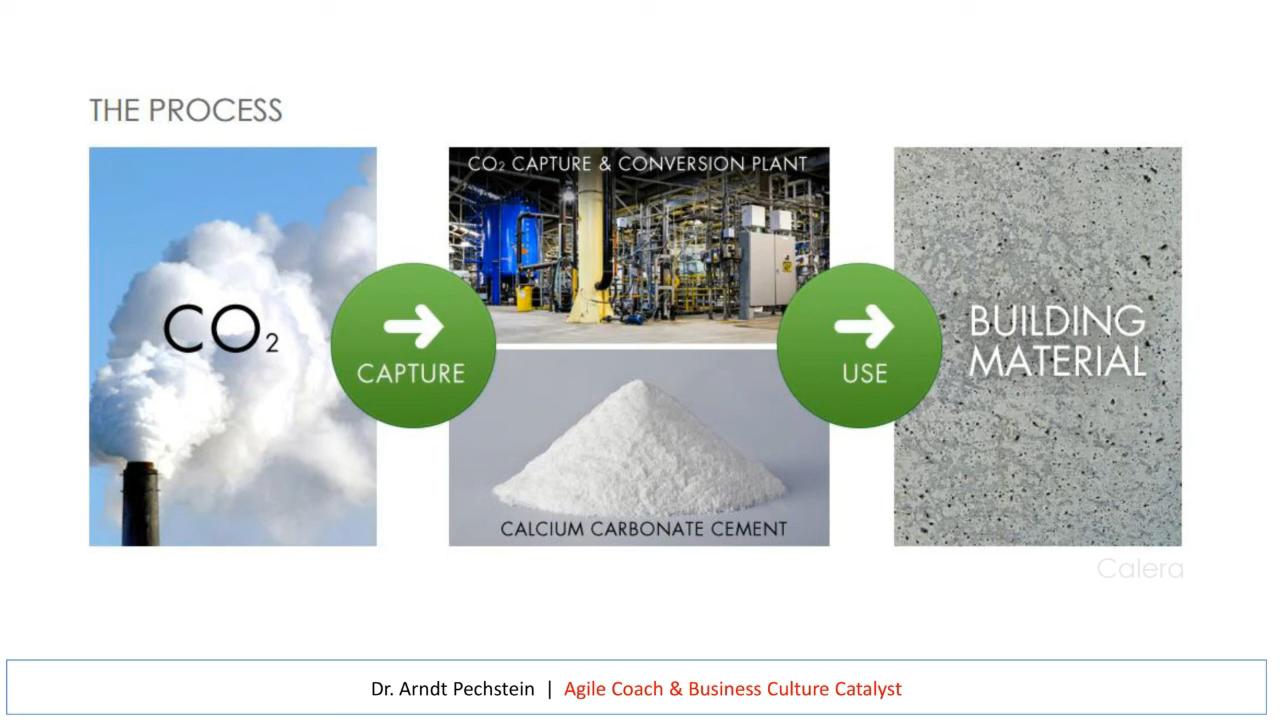 THE PROCESS
CO₂
CAPTURE
CO₂ CAPTURE & CONVERSION PLANT
CALCIUM CARBONATE CEMENT
USE
BUILDING
MATERIAL
Calera
Dr. Arndt Pechstein | Agile Coach & Business Culture Catalyst